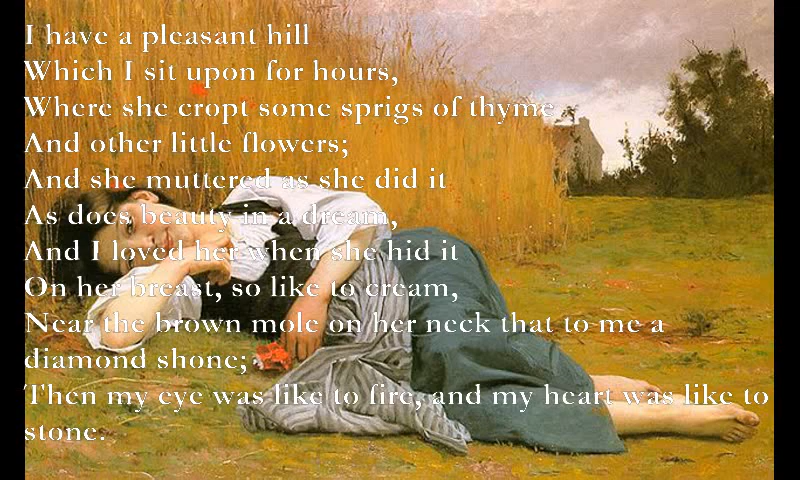 I have a pleasant hill
Which I sit upon for hours,
Where she cropt some sprigs of thyme
And other little flowers;
And she muttered as she did it
As does beauty in a dream,
And I loved her when she hid it
On her breast, so like to cream,
Near the brown mole on her neck that to me a
diamond shone;
Then my eye was like to fire, and my heart was like to
stone.